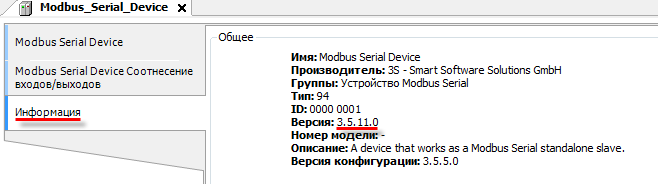 Modbus_Serial_Device
Modbus Serial Device
Modbus Serial Device Соотнесение
входов/выходов
Информация
Общее
Имя: Modbus Serial Device
Производитель: 3S - Smart Software Solutions GmbH
Группы: Устройство Modbus Serial
Тип: 94
ID: 0000 0001
Версия: 3.5.11.0
Номер модели: -
Описание: A device that works as a Modbus Serial standalone slave.
Версия конфигурации: 3.5.5.0